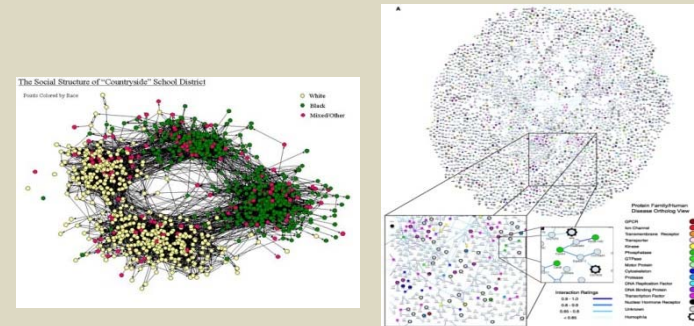 The Social Structure of "Countryside" School District
Points Colored by Race
White
Black
Mixed/Other
A
Protein Family/Human
Disease Ortholog View
GPCR
Ion Channel
Transmembrane Receptor
Transporter
Kinase
Phosphatase
GTPase
Motor Protein
Cytoskeleton
Protease
DNA Replication Factor
DNA Binding Protein
Transcription Factor
Nuclear Hormone Receptor
Unknown
Interaction Ratings